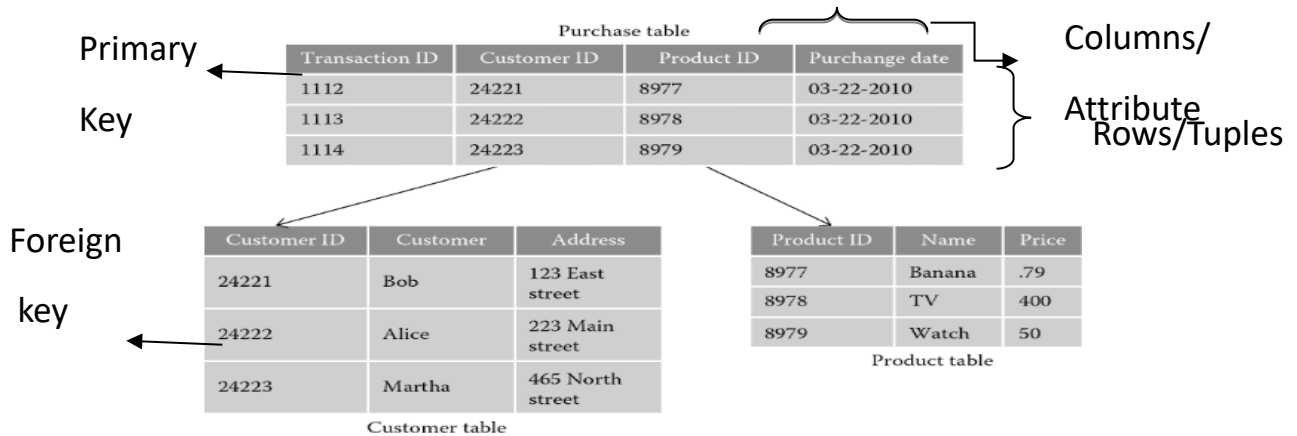 Purchase table
Primary
Key
Columns/
Attribute
Rows/Tuples
Transaction ID Customer ID Product ID Purchange date
1112 24221 8977 03-22-2010
1113 24222 8978 03-22-2010
1114 24223 8979 03-22-2010
Foreign
key
Customer ID Customer Address
24221 Bob 123 East
street
24222 Alice 223 Main
street
24223 Martha 465 North
street
Customer table
Product ID Name Price
8977 Banana .79
8978 TV 400
8979 Watch 50
Product table